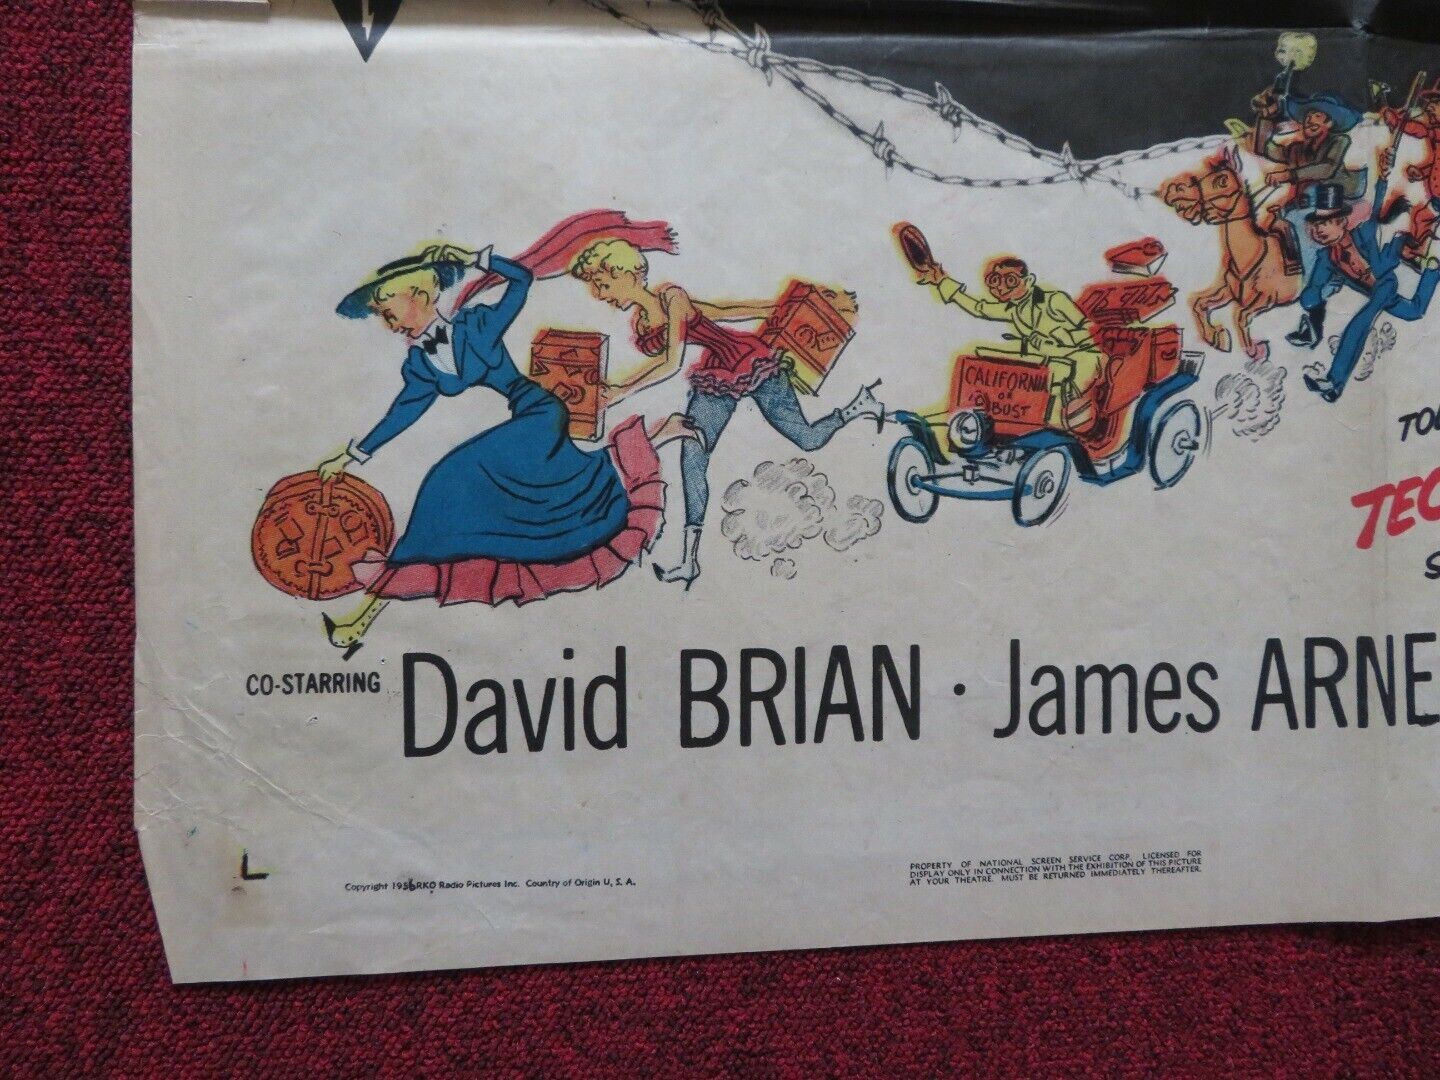 CALIFORNIA
OR
BUST
TEC
CO-STARRING David BRIAN · James ARNE
PROPERTY OF NATIONAL SCREEN SERVICE CORP. LICENSED FOR
DISPLAY ONLY IN CONNECTION WITH THE EXHIBITION OF THIS PICTURE
AT YOUR THEATRE. MUST BE RETURNED IMMEDIATELY THEREAFTER.
L
Copyright 1956 RKO Radio Pictures Inc. Country of Origin U. S. A.